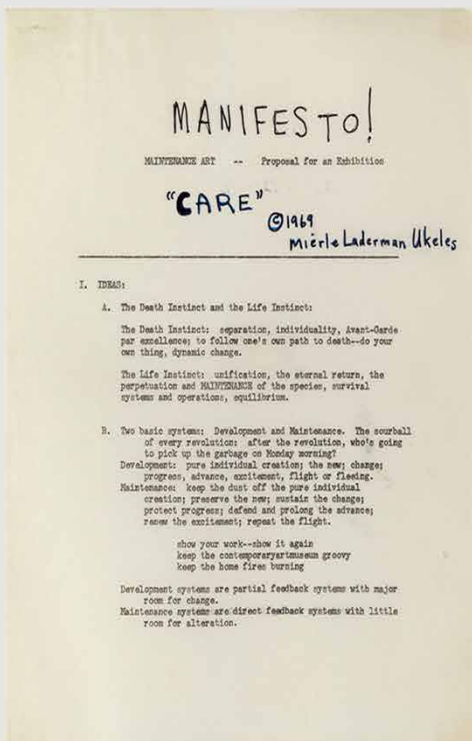 MANIFESTO!
MAINTENANCE ART -- Proposal for an Exhibition
"CARE"
©1969
Mierle Laderman Ukeles
I. IDEAS:
A. The Death Instinct and the Life Instinct:
The Death Instinct: separation, individuality, Avant-Garde
par excellence; to follow one's own path to death--do your
own thing, dynamic change.
The Life Instinct: unification, the eternal return, the
perpetuation and MAINTENANCE of the species, survival
systems and operations, equilibrium.
B. Two basic systems: Development and Maintenance. The sourball
of every revolution: after the revolution, who's going
to pick up the garbage on Monday morning?
Development: pure individual creation; the new; change;
progress, advance, excitement, flight or fleeing.
Maintenance: keep the dust off the pure individual
creation; preserve the new; sustain the change;
protect progress; defend and prolong the advance;
renew the excitement; repeat the flight.
show your work--show it again
keep the contemporaryartmuseum groovy
keep the home fires burning
Development systems are partial feedback systems with major
room for change.
Maintenance systems are direct feedback systems with little
room for alteration.